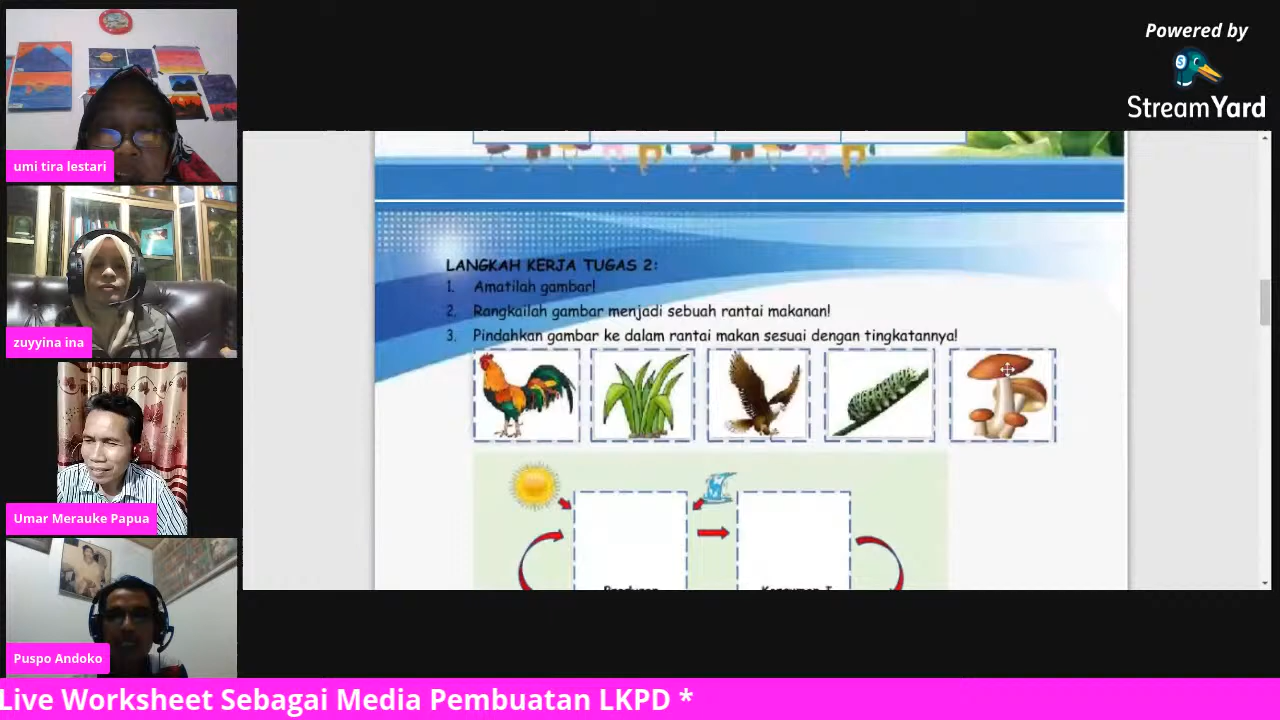 Powered by
StreamYard
umi tira lestari
zuyyina ina
Umar Merauke Papua
Puspo Andoko
LANGKAH KERJA TUGAS 2:
1. Amatilah gambar!
2. Rangkailah gambar menjadi sebuah rantai makanan!
3. Pindahkan gambar ke dalam rantai makan sesuai dengan tingkatannya!
Live Worksheet Sebagai Media Pembuatan LKPD *